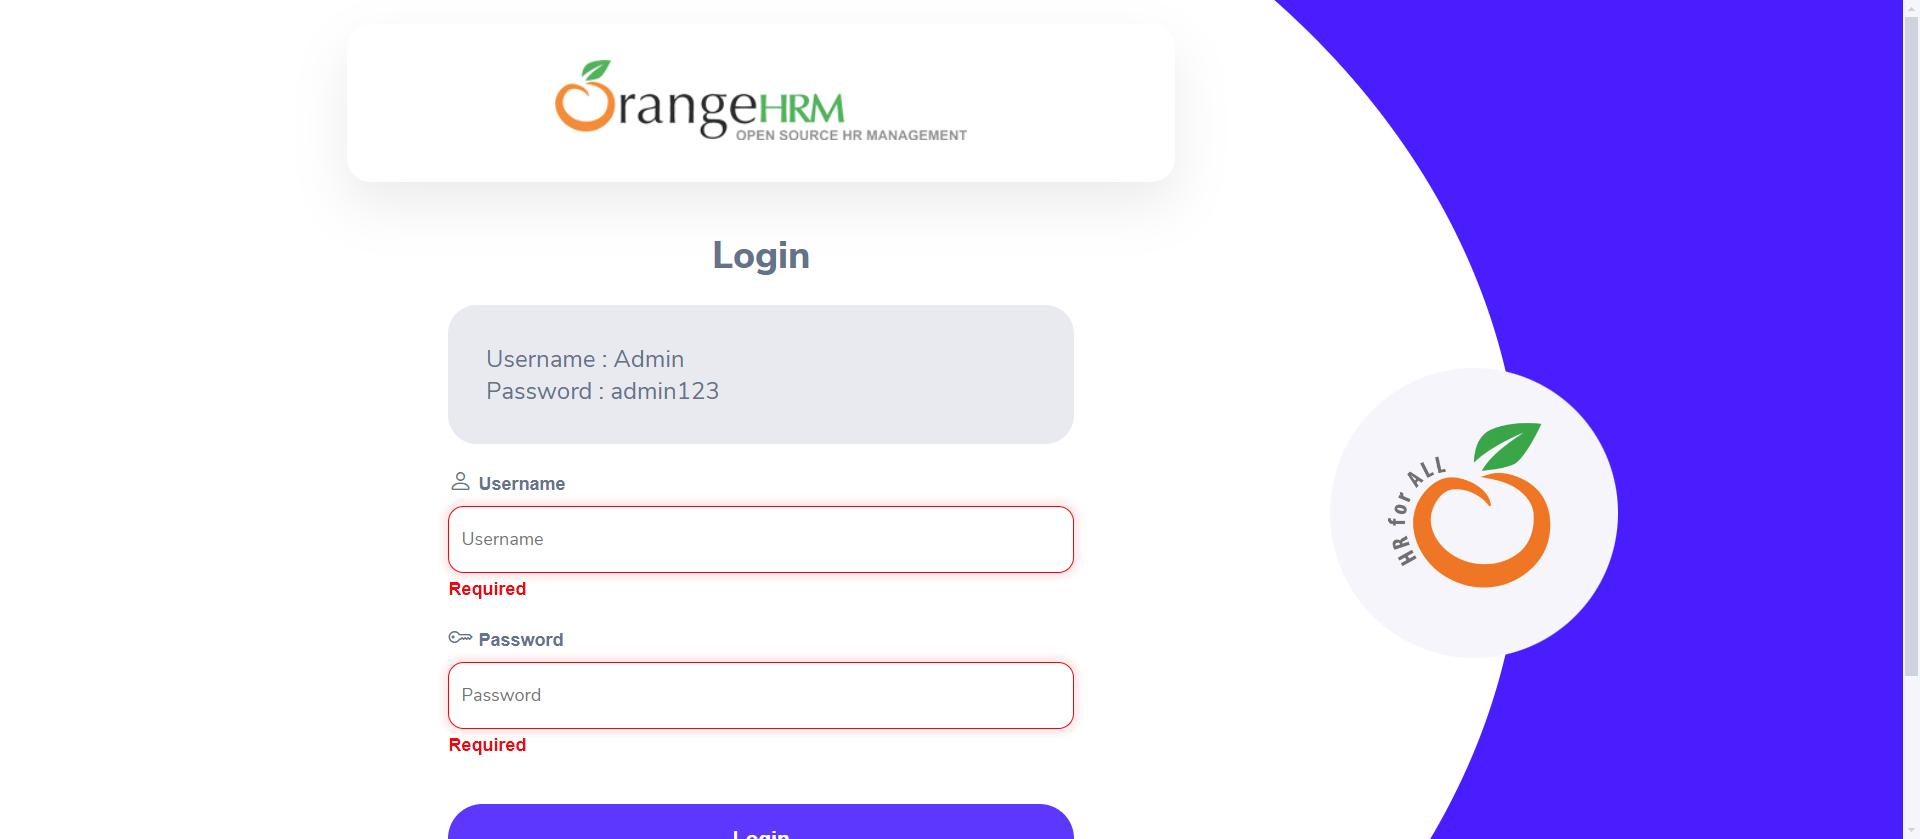 OrangeHRM
OPEN SOURCE HR MANAGEMENT
Login
Username : Admin
Password : admin123
Username
Username
Required
Password
Password
Required
Login
HR for ALL